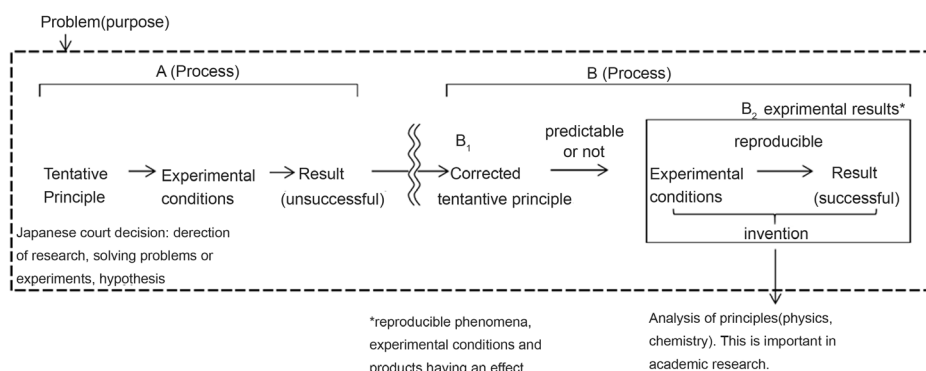 Problem(purpose)
A (Process)
B (Process)
B2 exprimental results*
B1
predictable
or not
reproducible
Tentative
Principle
Experimental
conditions
Result
(unsuccessful)
Corrected
tentantive principle
Experimental
conditions
Result
(successful)
invention
Japanese court decision: derection
of research, solving problems or
experiments, hypothesis
*reproducible phenomena,
experimental conditions and
products having an effect
Analysis of principles(physics,
chemistry). This is important in
academic research.